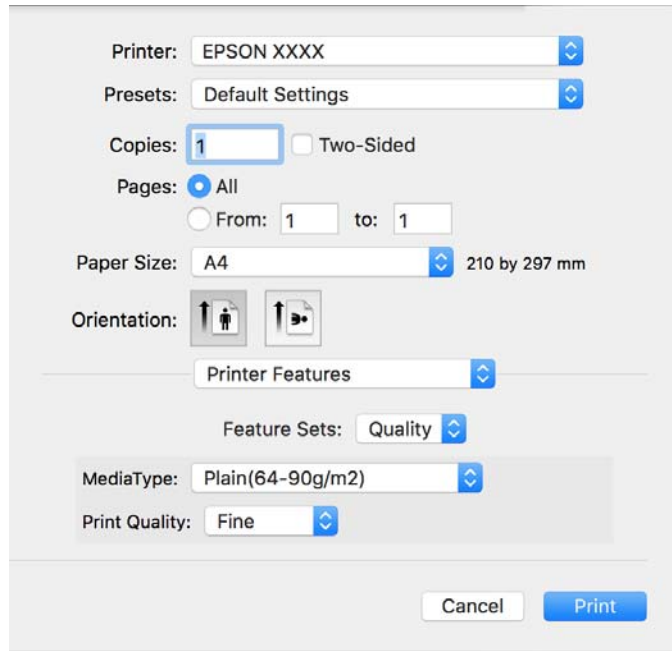 Printer: EPSON XXXX
Presets: Default Settings
Copies: 1 Two-Sided
Pages: All
From: 1 to: 1
Paper Size: A4 210 by 297 mm
Orientation:
Printer Features
Feature Sets: Quality
MediaType: Plain(64-90g/m2)
Print Quality: Fine
Cancel Print